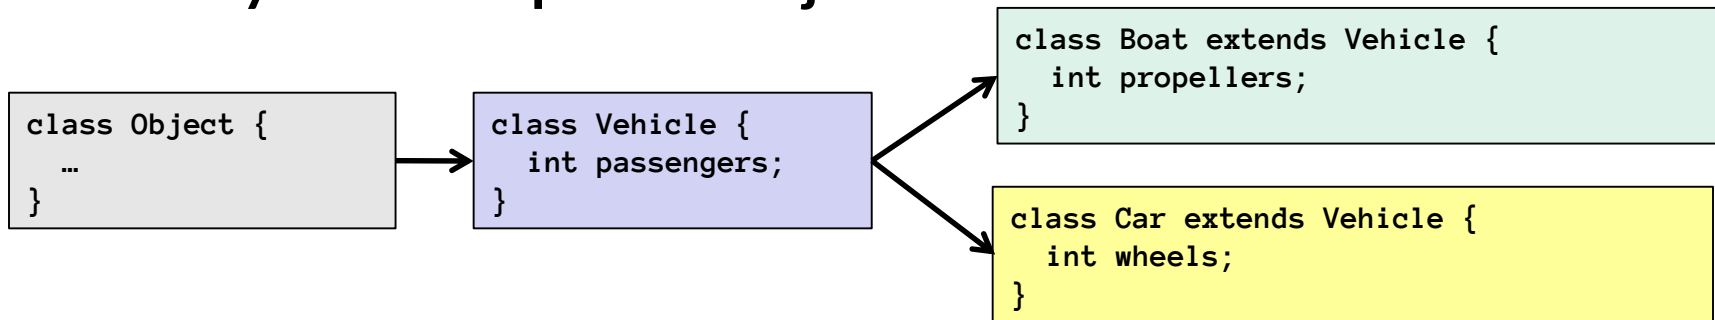 class Object {
  …
}
class Vehicle {
  int passengers;
}
class Boat extends Vehicle {
  int propellers;
}
class Car extends Vehicle {
  int wheels;
}